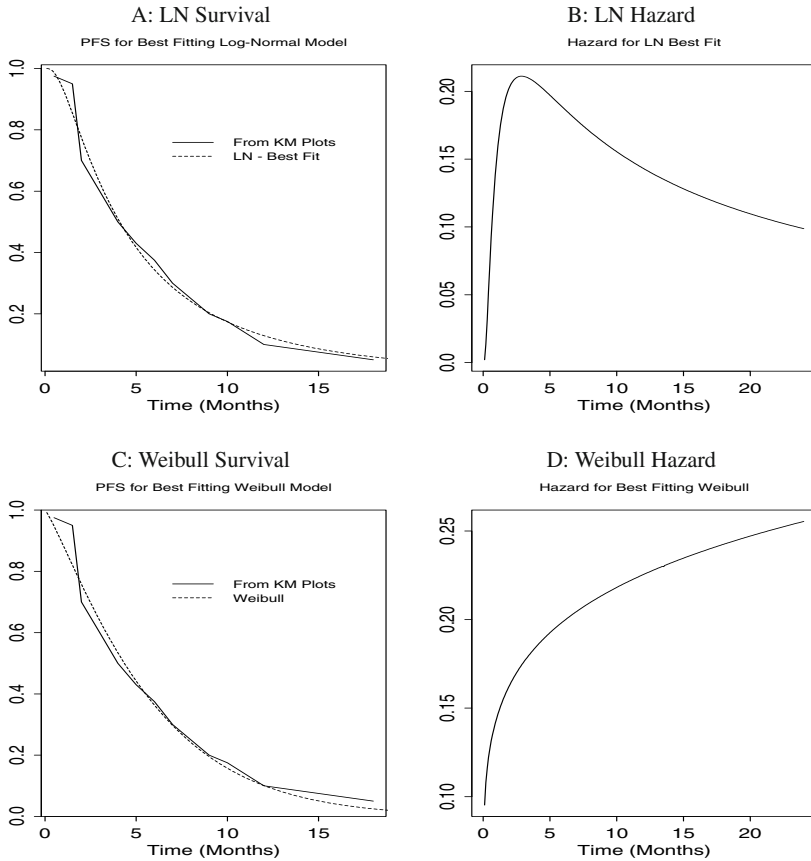 A: LN Survival
PFS for Best Fitting Log-Normal Model
1.0
0.8
0.6
0.4
0.2
From KM Plots
LN - Best Fit
0 5 10 15
Time (Months)
B: LN Hazard
Hazard for LN Best Fit
0.20
0.15
0.10
0.05
0.0
0 5 10 15 20
Time (Months)
C: Weibull Survival
PFS for Best Fitting Weibull Model
1.0
0.8
0.6
0.4
0.2
0.0
From KM Plots
Weibull
0 5 10 15
Time (Months)
D: Weibull Hazard
Hazard for Best Fitting Weibull
0.25
0.20
0.15
0.10
0 5 10 15 20
Time (Months)